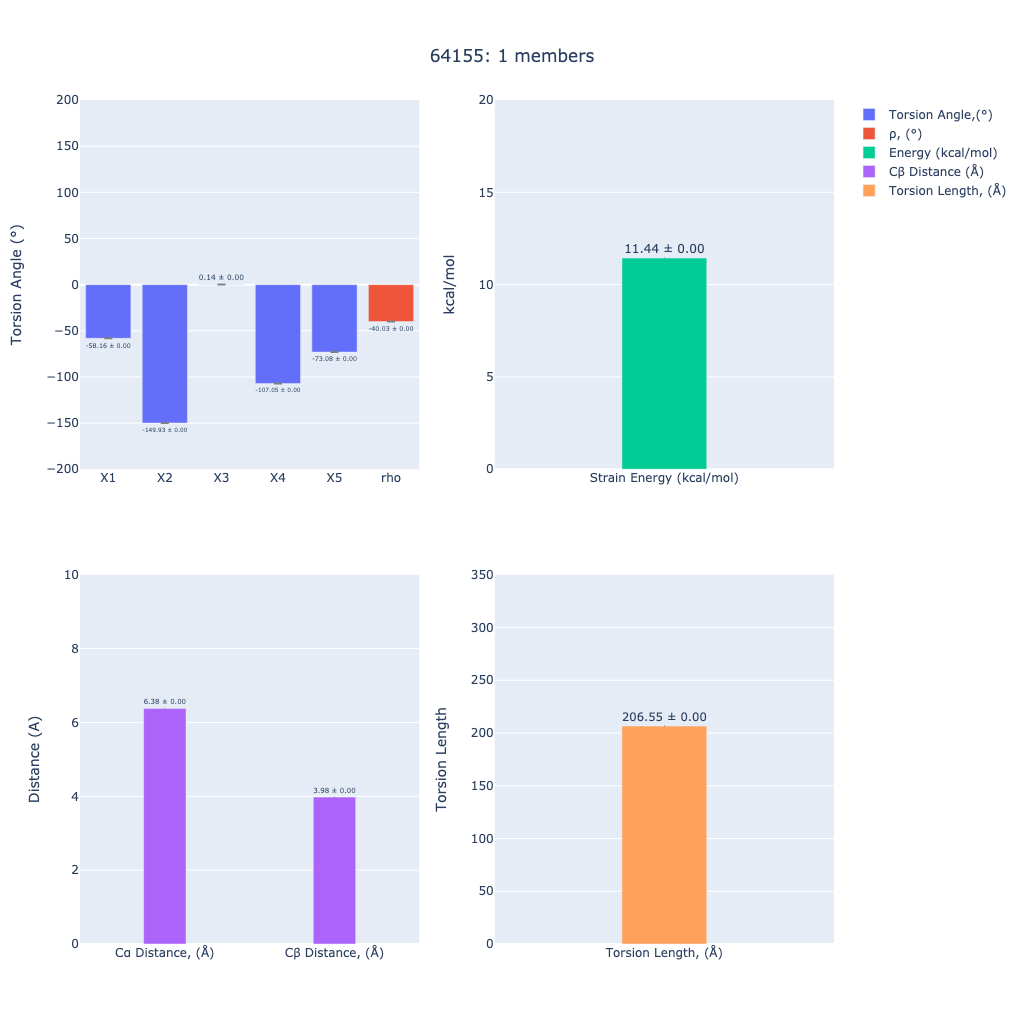 64155: 1 members
Torsion Angle (°)
200
150
100
50
0
−50
−100
−150
−200
-58.16 ± 0.00
-149.93 ± 0.00
0.14 ± 0.00
-107.05 ± 0.00
-73.08 ± 0.00
-40.03 ± 0.00
X1 X2 X3 X4 X5 rho
kcal/mol
20
15
10
5
0
11.44 ± 0.00
Strain Energy (kcal/mol)
Torsion Angle,(°)
ρ, (°)
Energy (kcal/mol)
Cβ Distance (Å)
Torsion Length, (Å)
Distance (A)
10
8
6
4
2
0
6.38 ± 0.00
3.98 ± 0.00
Cα Distance, (Å) Cβ Distance, (Å)
Torsion Length
350
300
250
200
150
100
50
0
206.55 ± 0.00
Torsion Length, (Å)